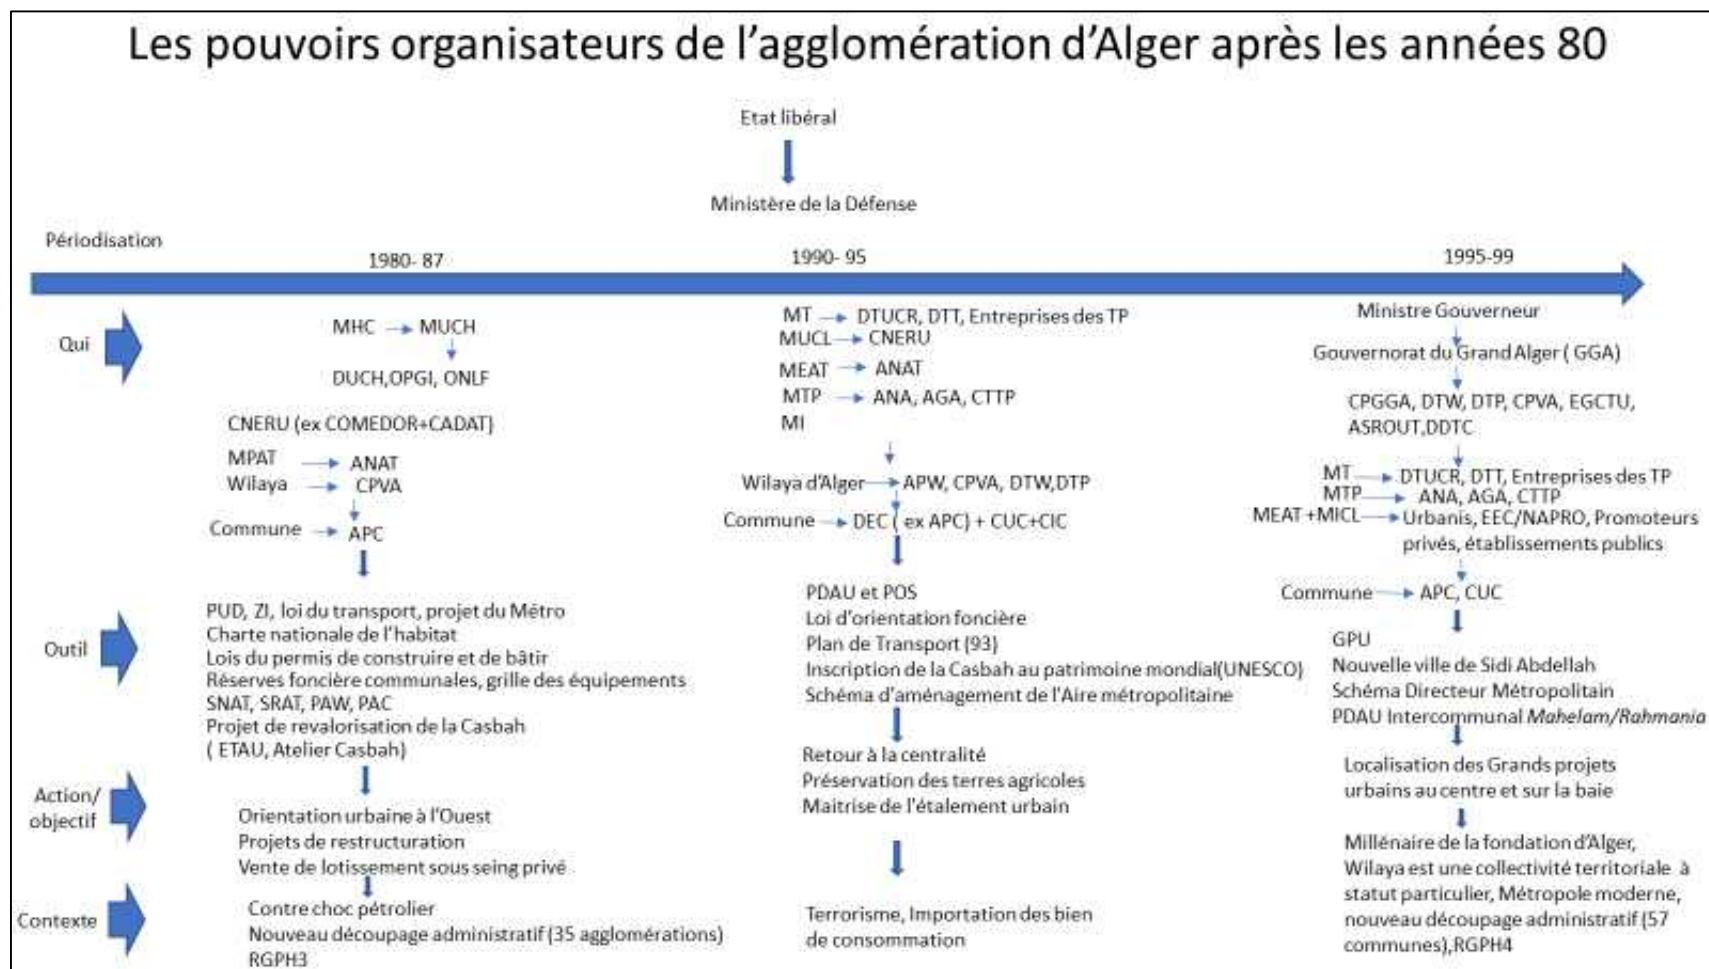 Les pouvoirs organisateurs de l’agglomération d’Alger après les années 80
Etat libéral
Ministère de la Défense
Périodisation
1980- 87
1990- 95
1995-99
Qui
MHC
MUCH
DUCH,OPGI, ONLF
CNERU (ex COMEDOR+CADAT)
MPAT
ANAT
Wilaya
CPVA
Commune
APC
MT
DTUCR, DTT, Entreprises des TP
MUCL
CNERU
MEAT
ANAT
MTP
ANA, AGA, CTTP
MI
Wilaya d’Alger
APW, CPVA, DTW,DTP
Commune
DEC ( ex APC) + CUC+CIC
Ministre Gouverneur
Gouvernorat du Grand Alger ( GGA)
CPGGA, DTW, DTP, CPVA, EGCTU,
ASROUT,DDTC
MT
DTUCR, DTT, Entreprises des TP
MTP
ANA, AGA, CTTP
MEAT +MICL
Urbanis, EEC/NAPRO, Promoteurs
privés, établissements publics
Commune
APC, CUC
Outil
PUD, ZI, loi du transport, projet du Métro
Charte nationale de l’habitat
Lois du permis de construire et de bâtir
Réserves foncière communales, grille des équipements
SNAT, SRAT, PAW, PAC
Projet de revalorisation de la Casbah
( ETAU, Atelier Casbah)
PDAU et POS
Loi d’orientation foncière
Plan de Transport (93)
Inscription de la Casbah au patrimoine mondial(UNESCO)
Schéma d’aménagement de l’Aire métropolitaine
GPU
Nouvelle ville de Sidi Abdellah
Schéma Directeur Métropolitain
PDAU Intercommunal Mahelam/Rahmania
Action/
objectif
Orientation urbaine à l’Ouest
Projets de restructuration
Vente de lotissement sous seing privé
Retour à la centralité
Préservation des terres agricoles
Maitrise de l’étalement urbain
Localisation des Grands projets
urbains au centre et sur la baie
Contexte
Contre choc pétrolier
Nouveau découpage administratif (35 agglomérations)
RGPH3
Terrorisme, Importation des bien
de consommation
Millénaire de la fondation d’Alger,
Wilaya est une collectivité territoriale à
statut particulier, Métropole moderne,
nouveau découpage administratif (57
communes),RGPH4